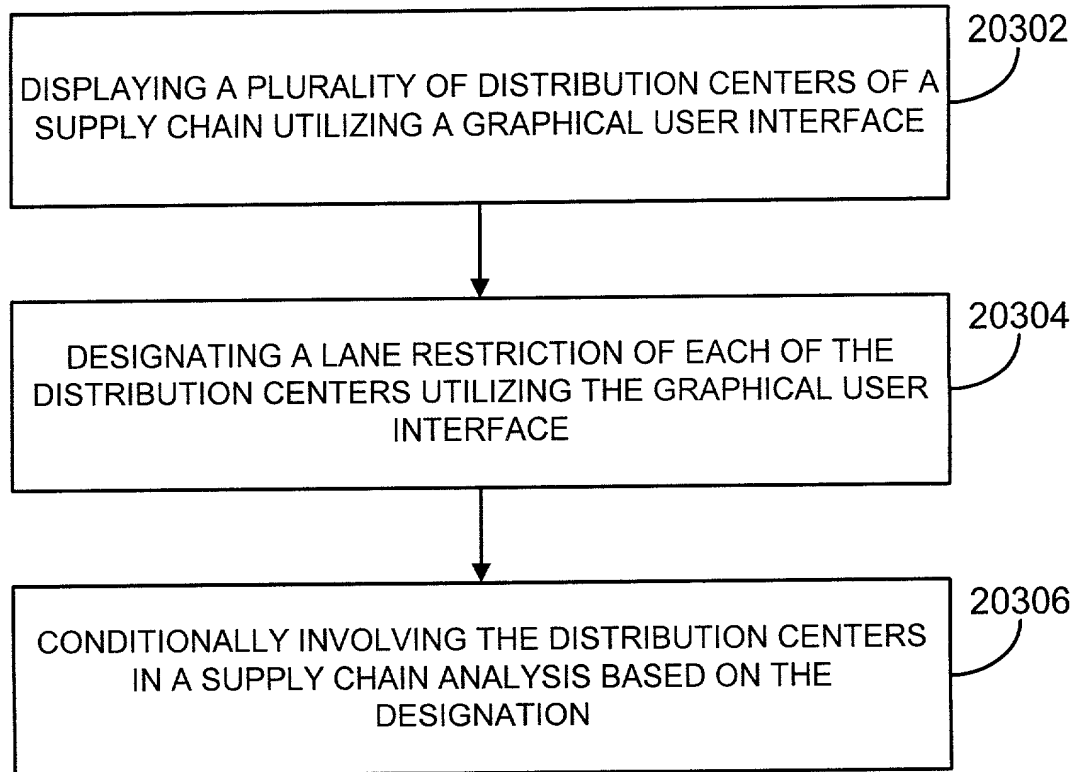 20302
DISPLAYING A PLURALITY OF DISTRIBUTION CENTERS OF A
SUPPLY CHAIN UTILIZING A GRAPHICAL USER INTERFACE
20304
DESIGNATING A LANE RESTRICTION OF EACH OF THE
DISTRIBUTION CENTERS UTILIZING THE GRAPHICAL USER
INTERFACE
20306
CONDITIONALLY INVOLVING THE DISTRIBUTION CENTERS
IN A SUPPLY CHAIN ANALYSIS BASED ON THE
DESIGNATION